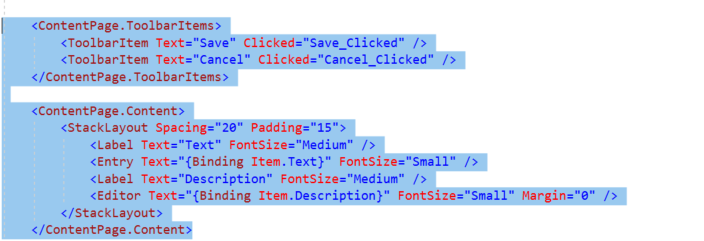 <ContentPage.ToolbarItems>
<ToolbarItem Text="Save" Clicked="Save_Clicked" />
<ToolbarItem Text="Cancel" Clicked="Cancel_Clicked" />
</ContentPage.ToolbarItems>
<ContentPage.Content>
<StackLayout Spacing="20" Padding="15">
<Label Text="Text" FontSize="Medium" />
<Entry Text="{Binding Item.Text}" FontSize="Small" />
<Label Text="Description" FontSize="Medium" />
<Editor Text="{Binding Item.Description}" FontSize="Small" Margin="0" />
</StackLayout>
</ContentPage.Content>